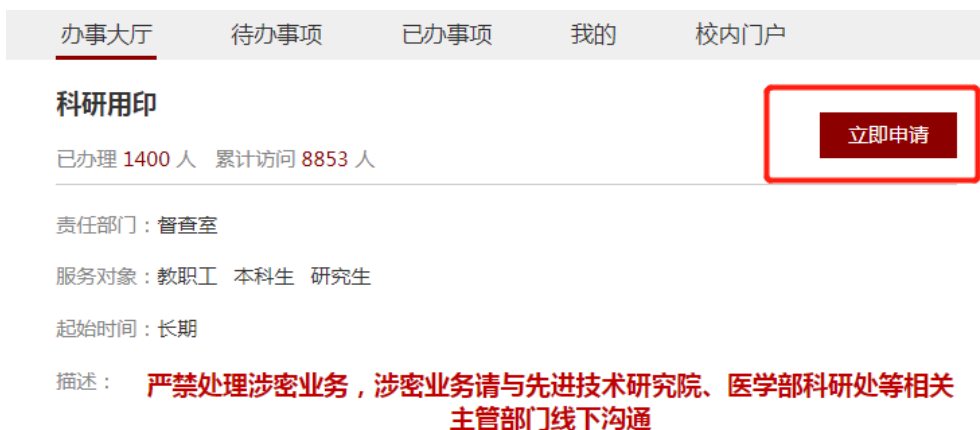 办事大厅 待办事项 已办事项 我的 校内门户
科研用印
立即申请
已办理 1400 人 累计访问 8853 人
责任部门：督查室
服务对象：教职工 本科生 研究生
起始时间：长期
描述： 严禁处理涉密业务，涉密业务请与先进技术研究院、医学部科研处等相关
主管部门线下沟通